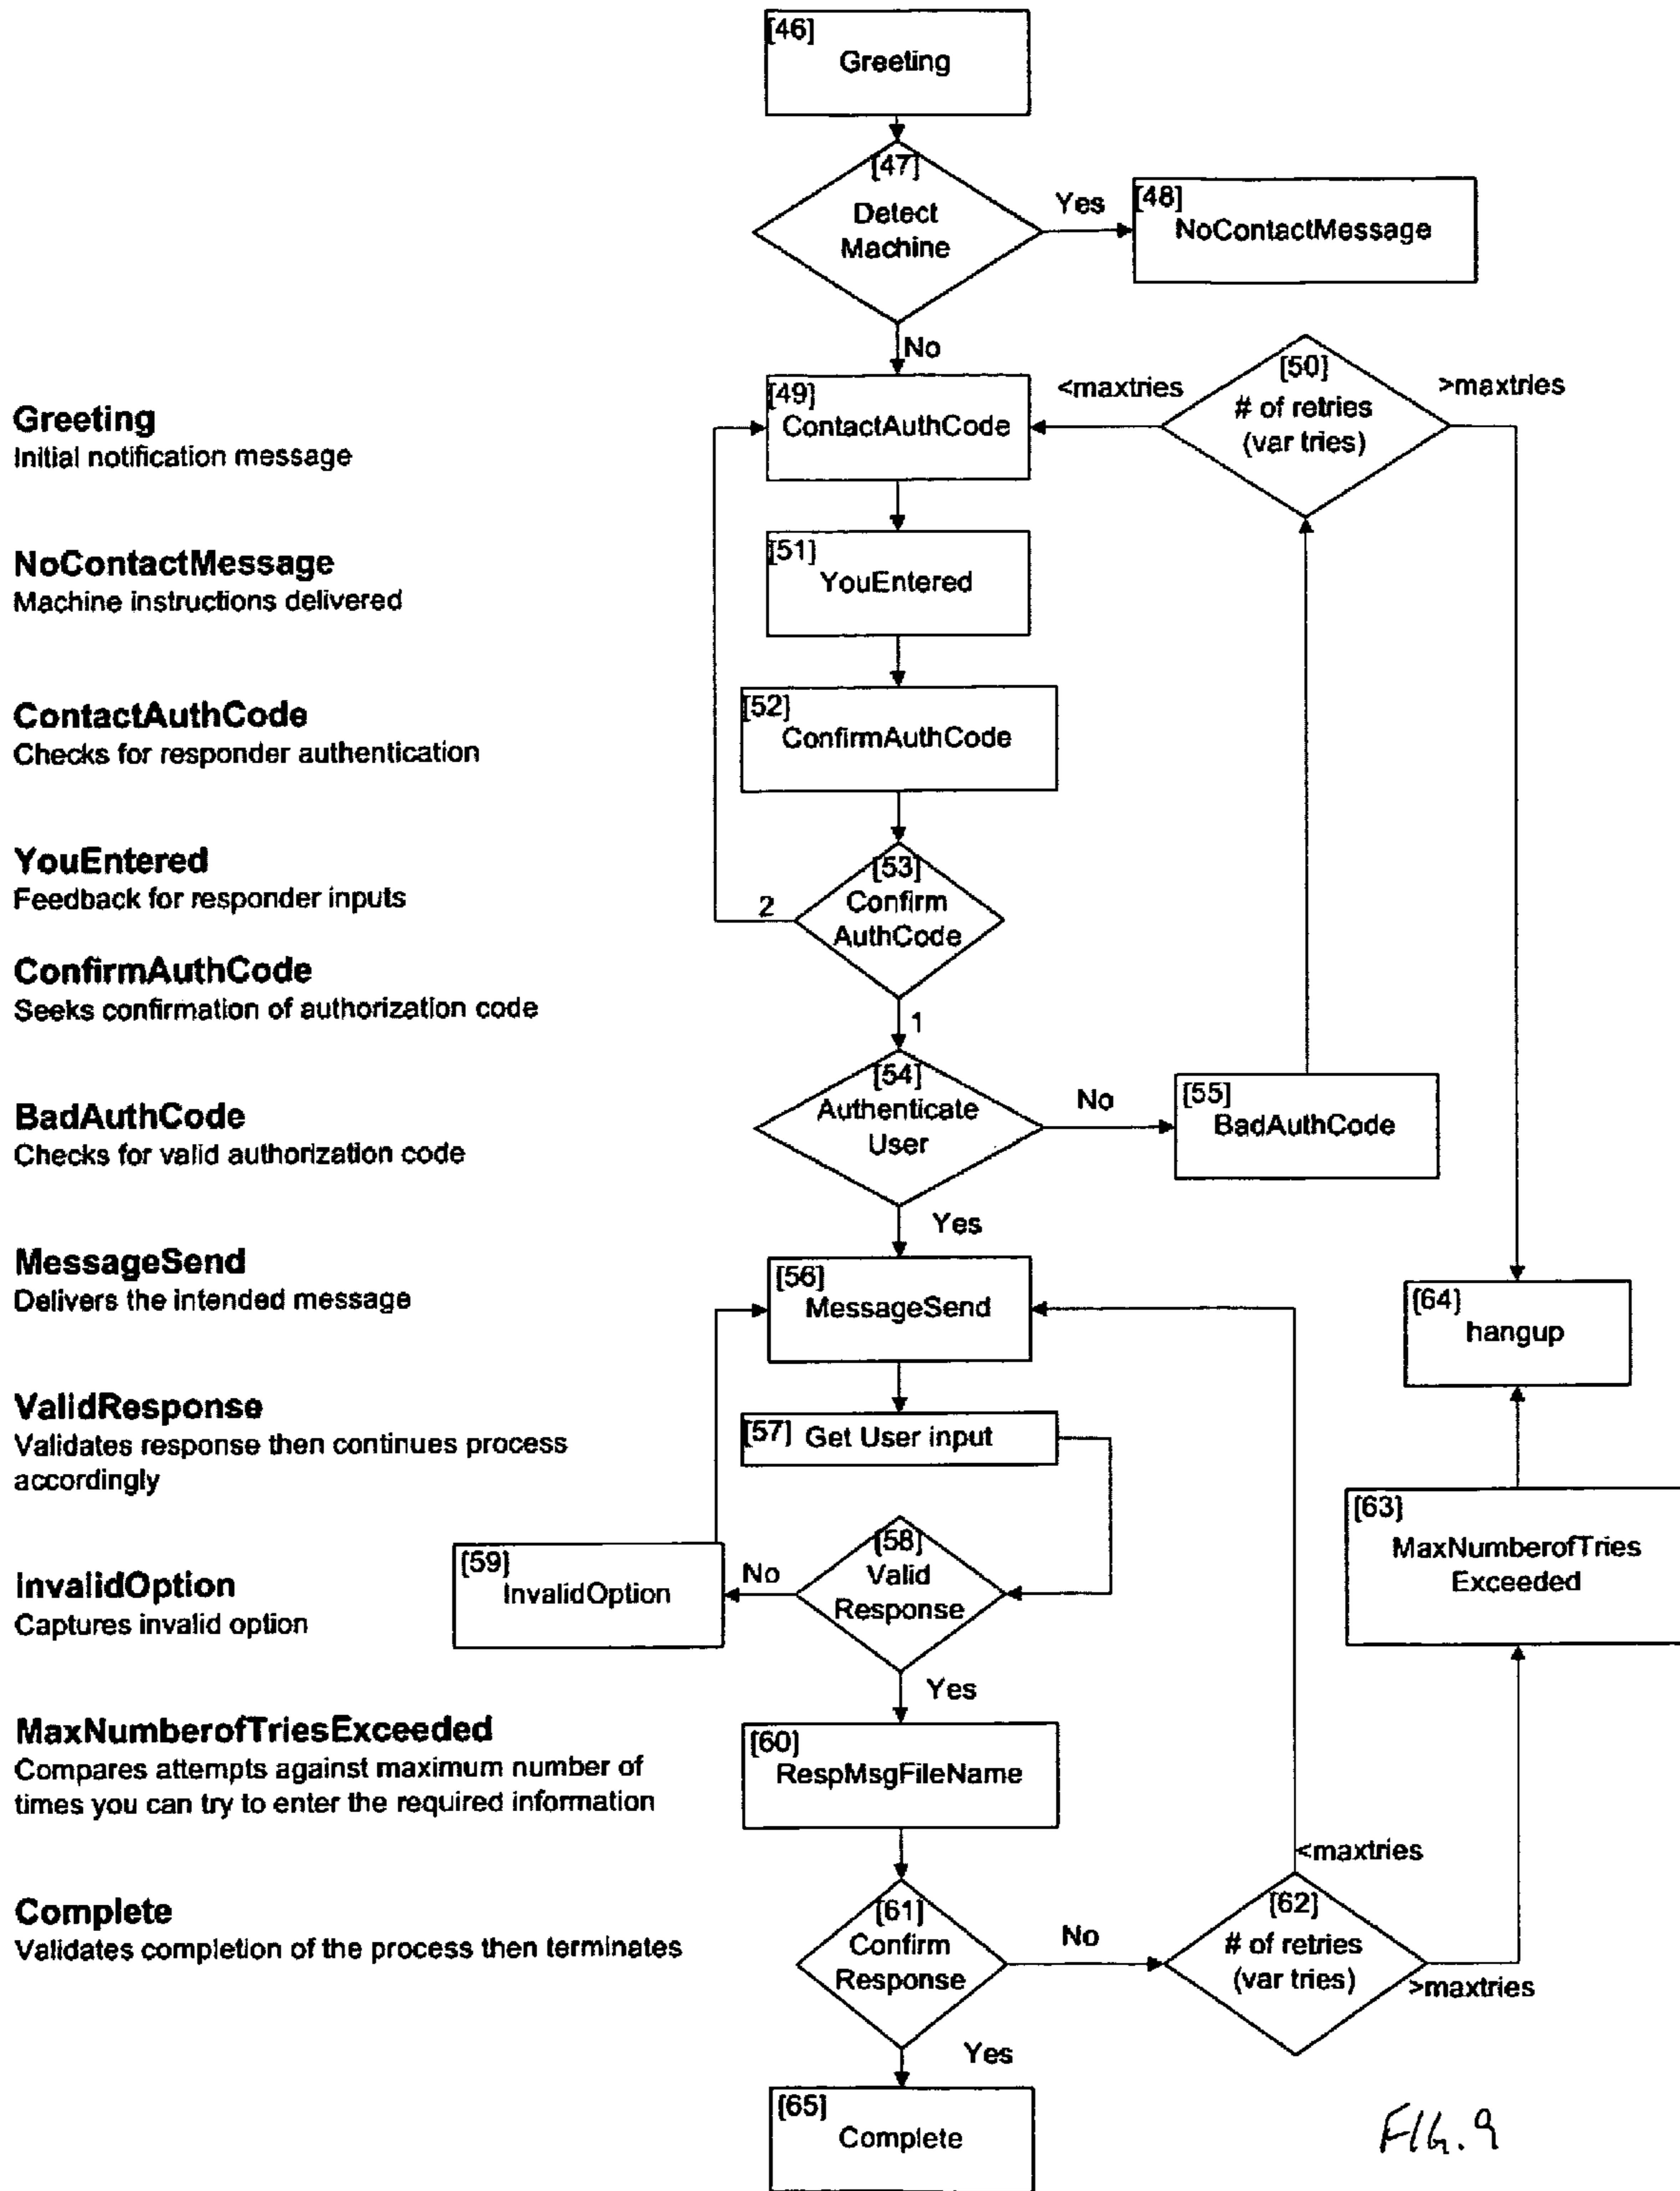 [46]
Greeting
[47]
Detect
Machine
Yes
[48]
NoContactMessage
No
[49]
ContactAuthCode
<maxtries
[50]
# of retries
(var tries)
>maxtries
[51]
YouEntered
[52]
ConfirmAuthCode
[53]
Confirm
AuthCode
2
1
[54]
Authenticate
User
No
[55]
BadAuthCode
Yes
[56]
MessageSend
[64]
hangup
[57] Get User input
[58]
Valid
Response
No
[59]
InvalidOption
[63]
MaxNumberofTries
Exceeded
Yes
[60]
RespMsgFileName
<maxtries
[61]
Confirm
Response
No
[62]
# of retries
(var tries)
>maxtries
Yes
[65]
Complete
Greeting
Initial notification message
NoContactMessage
Machine instructions delivered
ContactAuthCode
Checks for responder authentication
YouEntered
Feedback for responder inputs
ConfirmAuthCode
Seeks confirmation of authorization code
BadAuthCode
Checks for valid authorization code
MessageSend
Delivers the intended message
ValidResponse
Validates response then continues process
accordingly
InvalidOption
Captures invalid option
MaxNumberofTriesExceeded
Compares attempts against maximum number of
times you can try to enter the required information
Complete
Validates completion of the process then terminates
FIG. 9